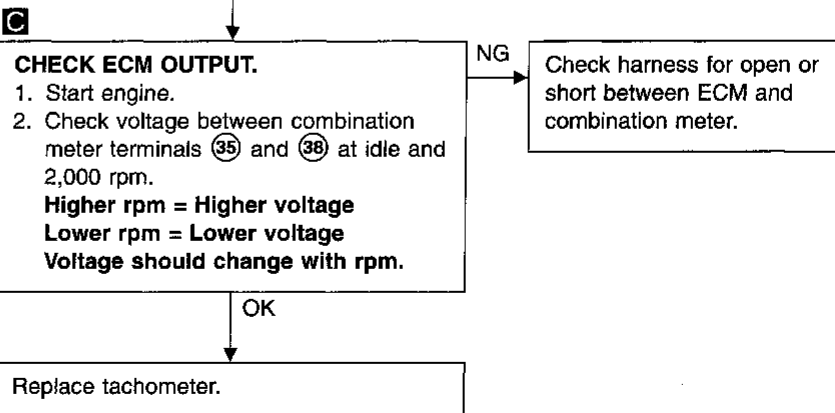 C
CHECK ECM OUTPUT.
1. Start engine.
2. Check voltage between combination
meter terminals 35 and 38 at idle and
2,000 rpm.
Higher rpm = Higher voltage
Lower rpm = Lower voltage
Voltage should change with rpm.
NG
Check harness for open or
short between ECM and
combination meter.
OK
Replace tachometer.